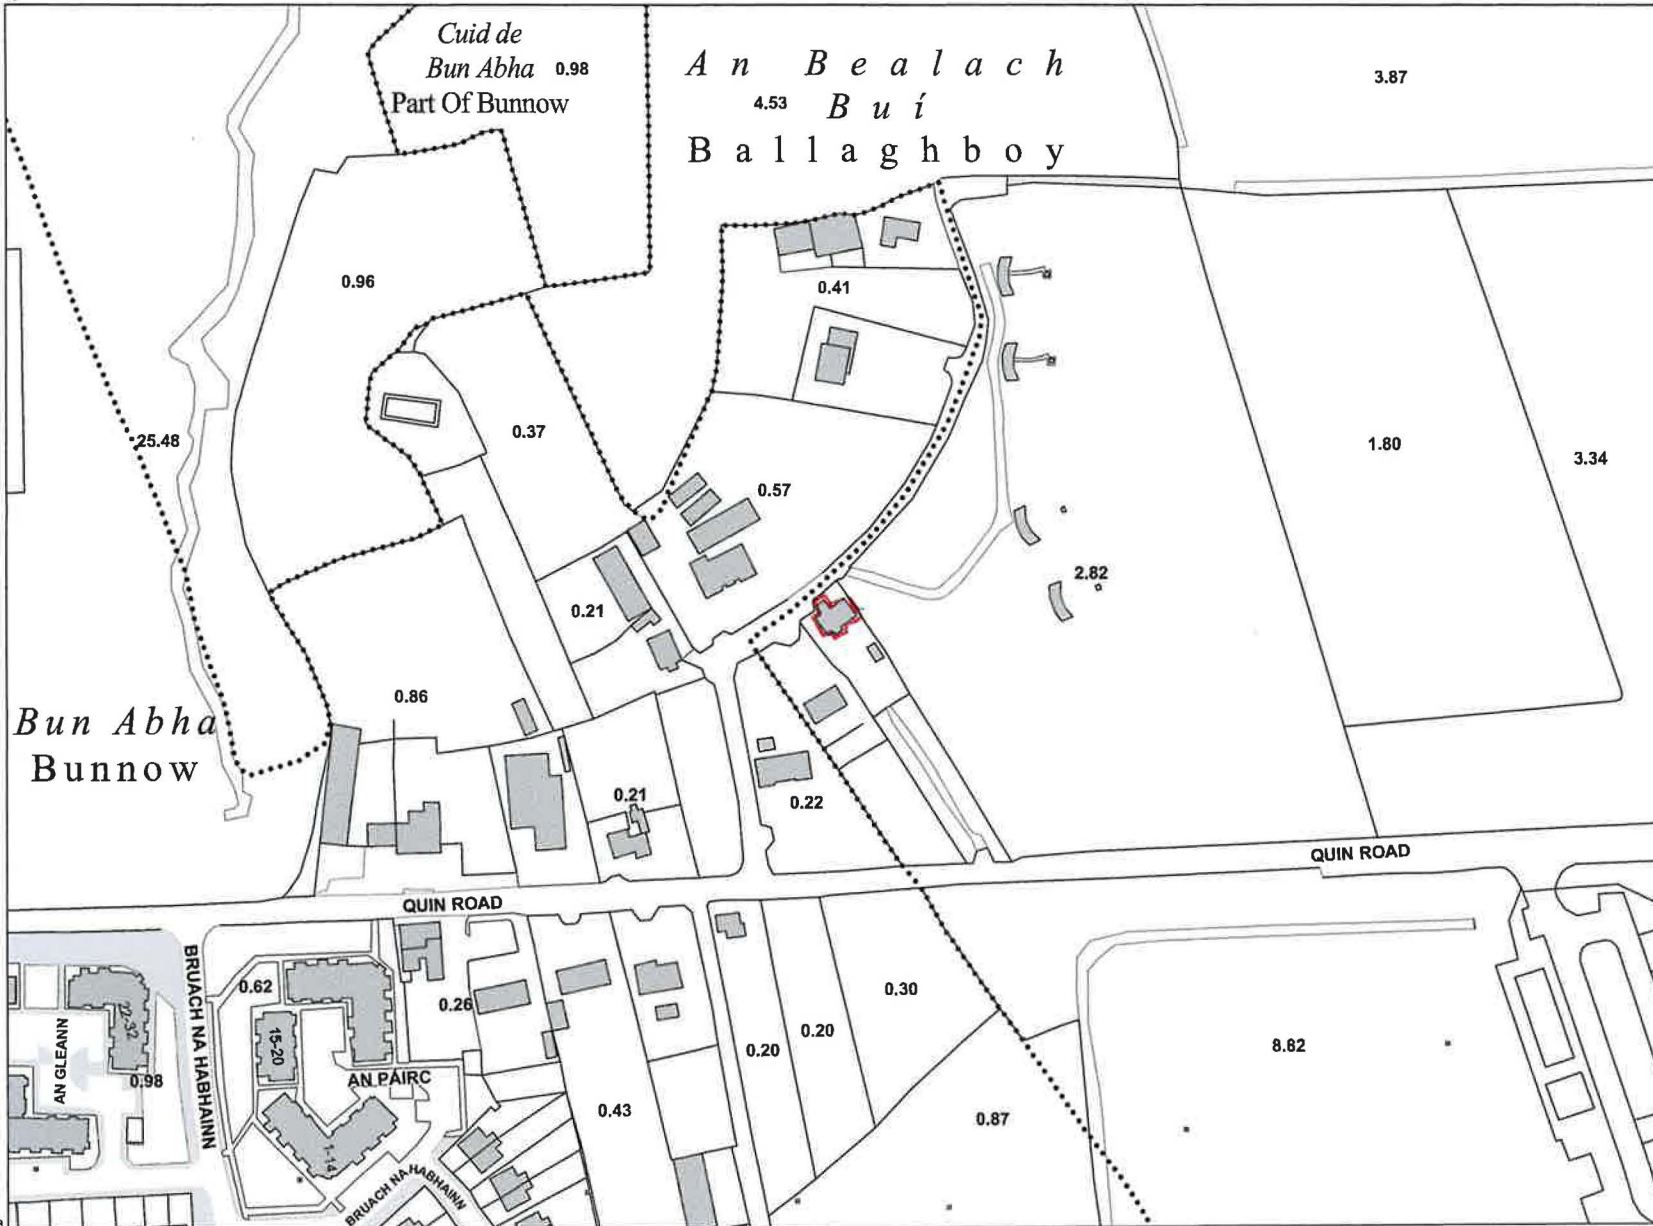 Cuid de
Bun Abha 0.98
Part Of Bunnow
An Bealach
4.53 Buí
Ballaghboy
3.87
0.96
0.41
25.48
0.37
1.80
3.34
0.57
2.82
0.21
0.86
Bun Abha
Bunnow
0.21
0.22
QUIN ROAD
QUIN ROAD
BRUACH NA HABHAINN
0.62
0.26
0.30
22-32
15-20
0.20
0.20
8.82
AN GLEANN
0.98
AN PAIRC
0.43
0.87
1-14
BRUACH NA HABHAINN